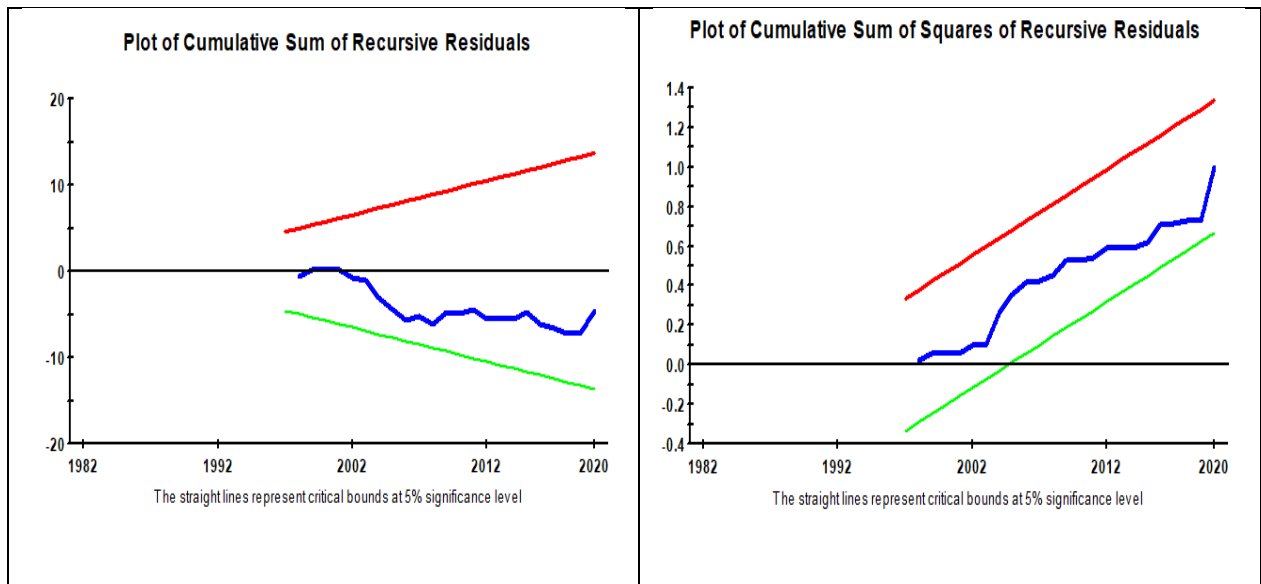 Plot of Cumulative Sum of Recursive Residuals
20
10
0
-10
-20
1982 1992 2002 2012 2020
The straight lines represent critical bounds at 5% significance level
Plot of Cumulative Sum of Squares of Recursive Residuals
1.4
1.2
1.0
0.8
0.6
0.4
0.2
0.0
-0.2
-0.4
1982 1992 2002 2012 2020
The straight lines represent critical bounds at 5% significance level